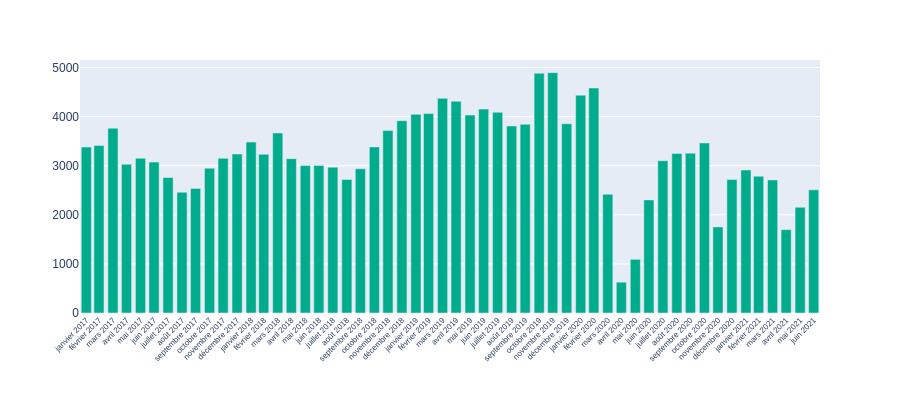 5000
4000
3000
2000
1000
0
janvier 2017
février 2017
mars 2017
avril 2017
mai 2017
juin 2017
juillet 2017
août 2017
septembre 2017
octobre 2017
novembre 2017
décembre 2017
janvier 2018
février 2018
mars 2018
avril 2018
mai 2018
juin 2018
juillet 2018
août 2018
septembre 2018
octobre 2018
novembre 2018
décembre 2018
janvier 2019
février 2019
mars 2019
avril 2019
mai 2019
juin 2019
juillet 2019
août 2019
septembre 2019
octobre 2019
novembre 2019
décembre 2019
janvier 2020
février 2020
mars 2020
avril 2020
mai 2020
juin 2020
juillet 2020
août 2020
septembre 2020
octobre 2020
novembre 2020
décembre 2020
janvier 2021
février 2021
mars 2021
avril 2021
mai 2021
juin 2021